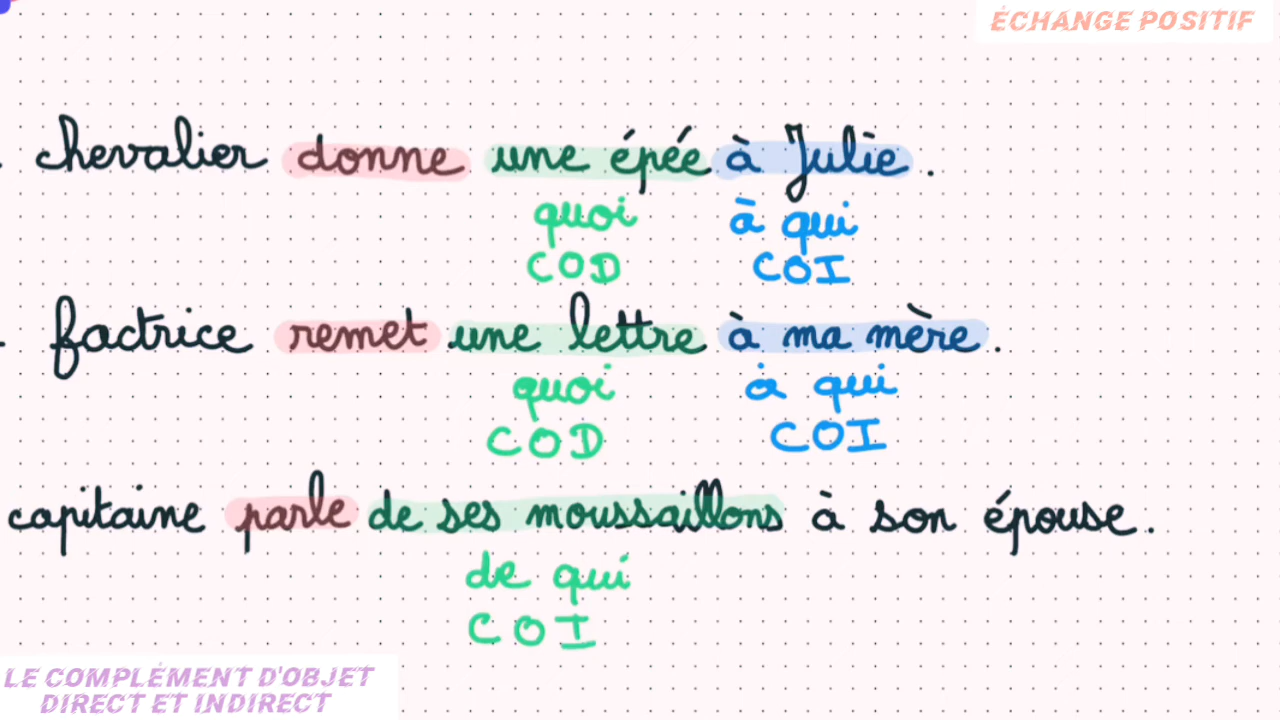 ÉCHANGE POSITIF
chevalier donne une épée à Julie.
quoi à qui
COD COI
factrice remet une lettre à ma mère.
quoi à qui
COD COI
capitaine parle de ses moussaillons à son épouse.
de qui
COI
LE COMPLÉMENT D'OBJET
DIRECT ET INDIRECT